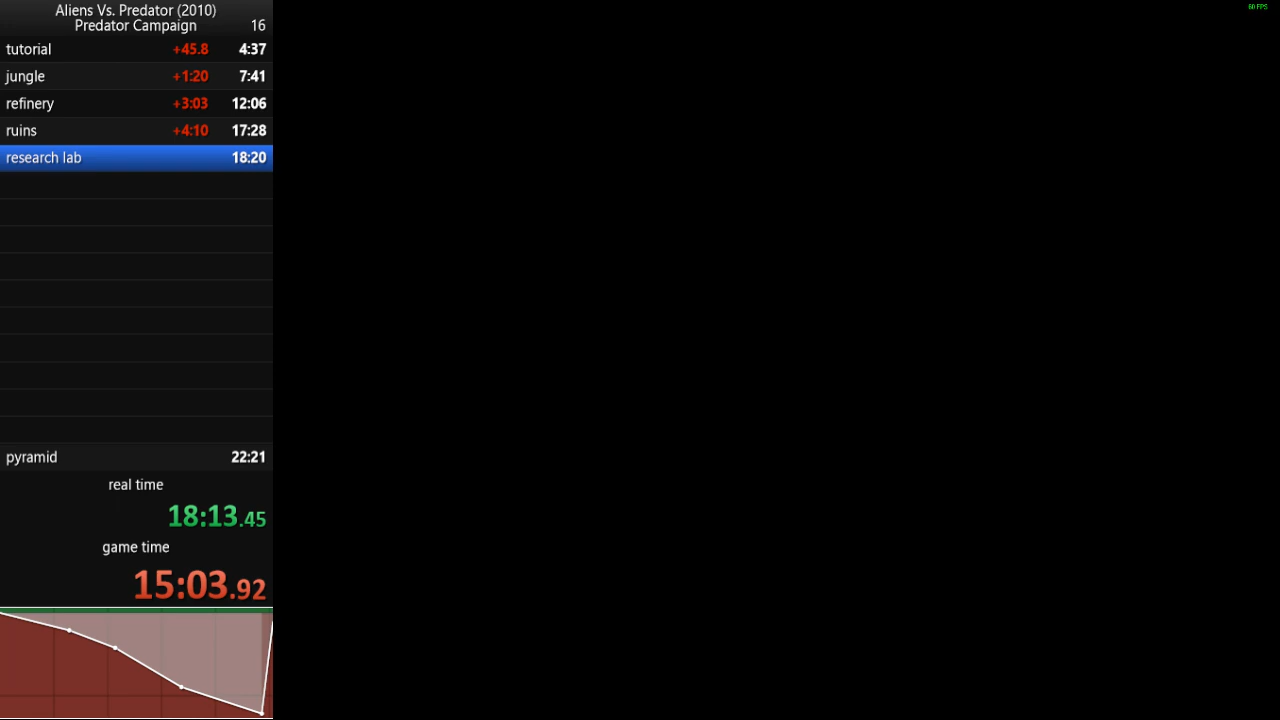 Aliens Vs. Predator (2010)
Predator Campaign 16
tutorial +45.8 4:37
jungle +1:20 7:41
refinery +3:03 12:06
ruins +4:10 17:28
research lab 18:20
pyramid 22:21
real time
18:13.45
game time
15:03.92
60 FPS